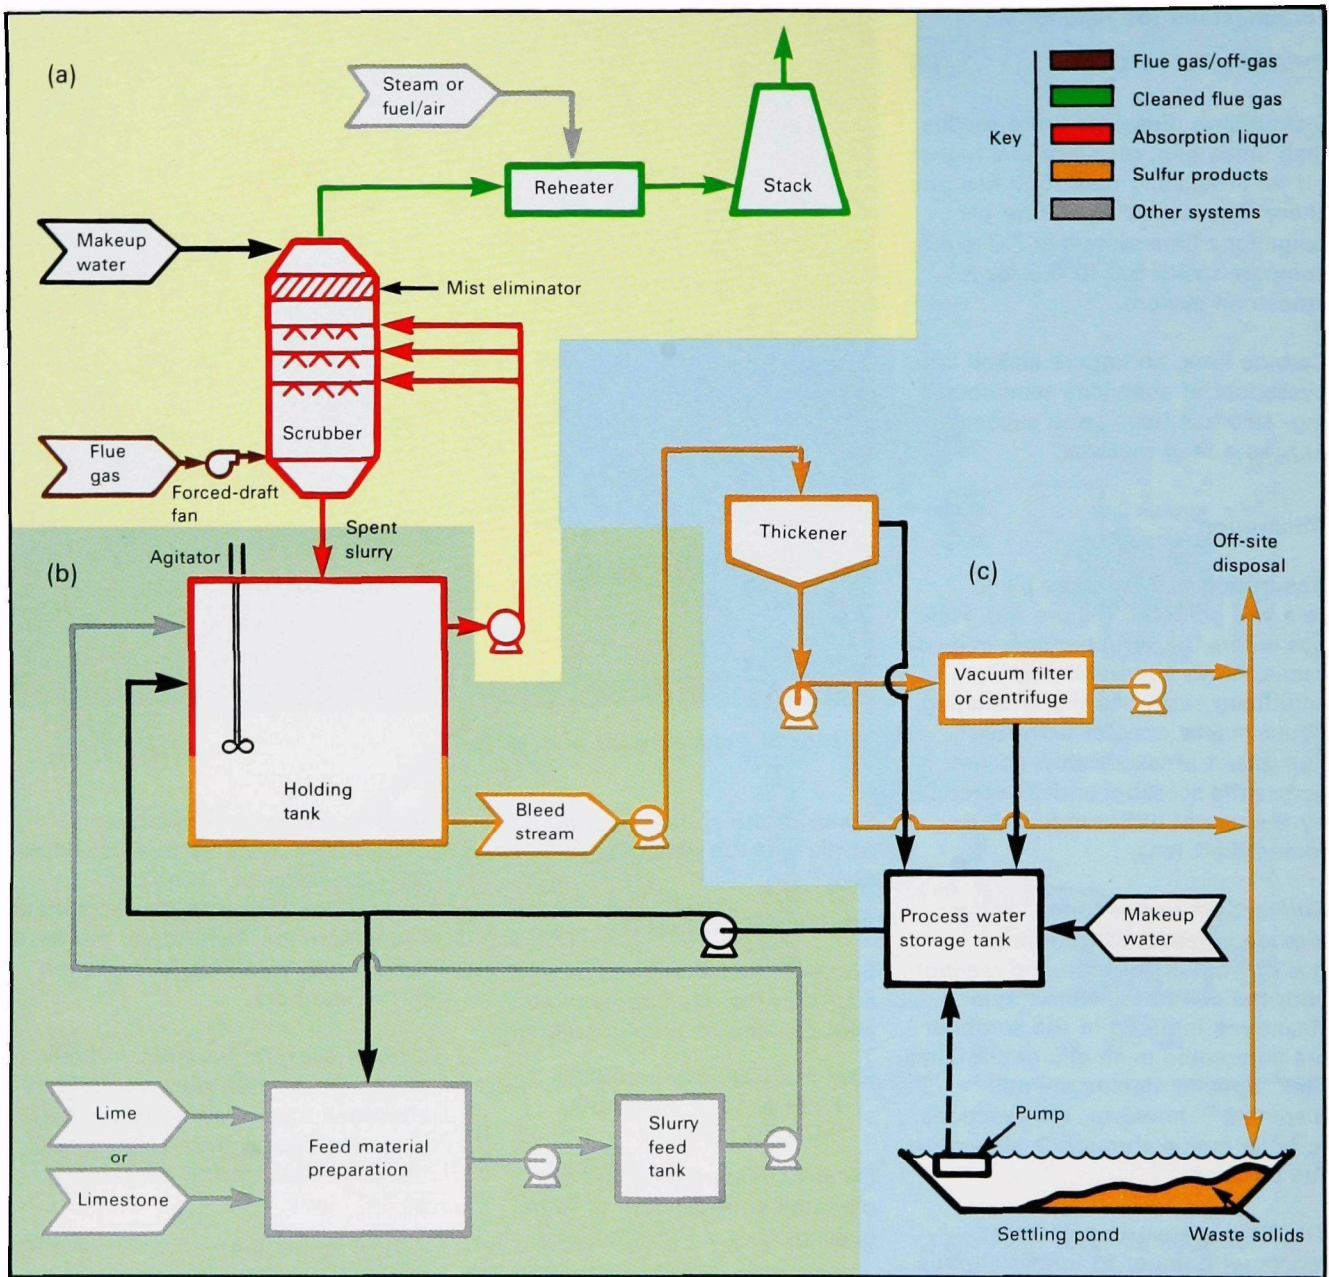 (a)
Steam or
fuel/air
Reheater
Stack
Key
Flue gas/off-gas
Cleaned flue gas
Absorption liquor
Sulfur products
Other systems
Makeup
water
Mist eliminator
Scrubber
Flue
gas
Forced-draft
fan
Spent
slurry
Agitator
(b)
Holding
tank
Bleed
stream
Thickener
(c)
Off-site
disposal
Vacuum filter
or centrifuge
Process water
storage tank
Makeup
water
Lime
or
Limestone
Feed material
preparation
Slurry
feed
tank
Pump
Settling pond
Waste solids